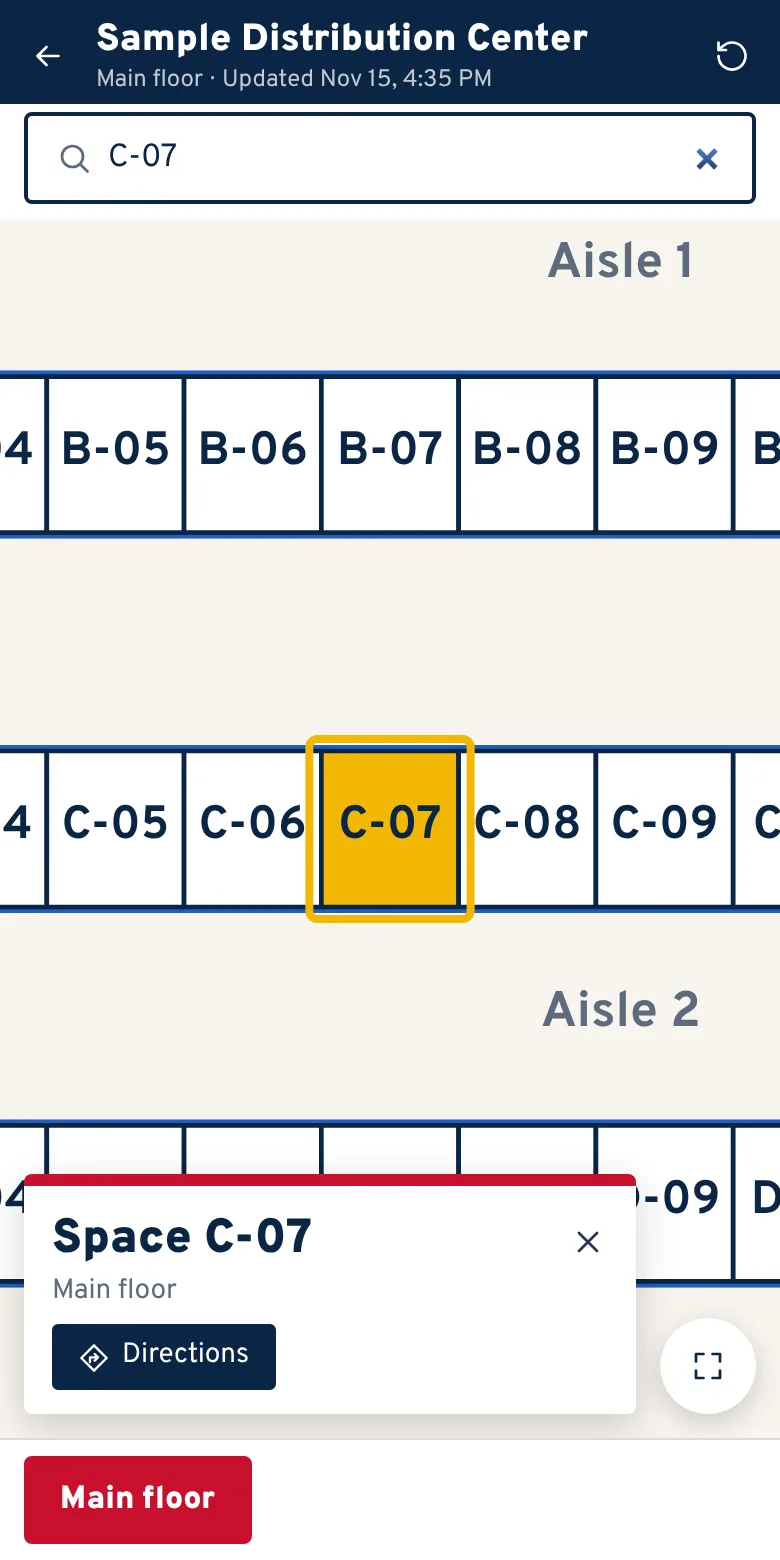 Sample Distribution Center
Main floor · Updated Nov 15, 4:35 PM
C-07
Aisle 1
B-05 B-06 B-07 B-08 B-09
C-05 C-06 C-07 C-08 C-09
Aisle 2
Space C-07
Main floor
Directions
Main floor